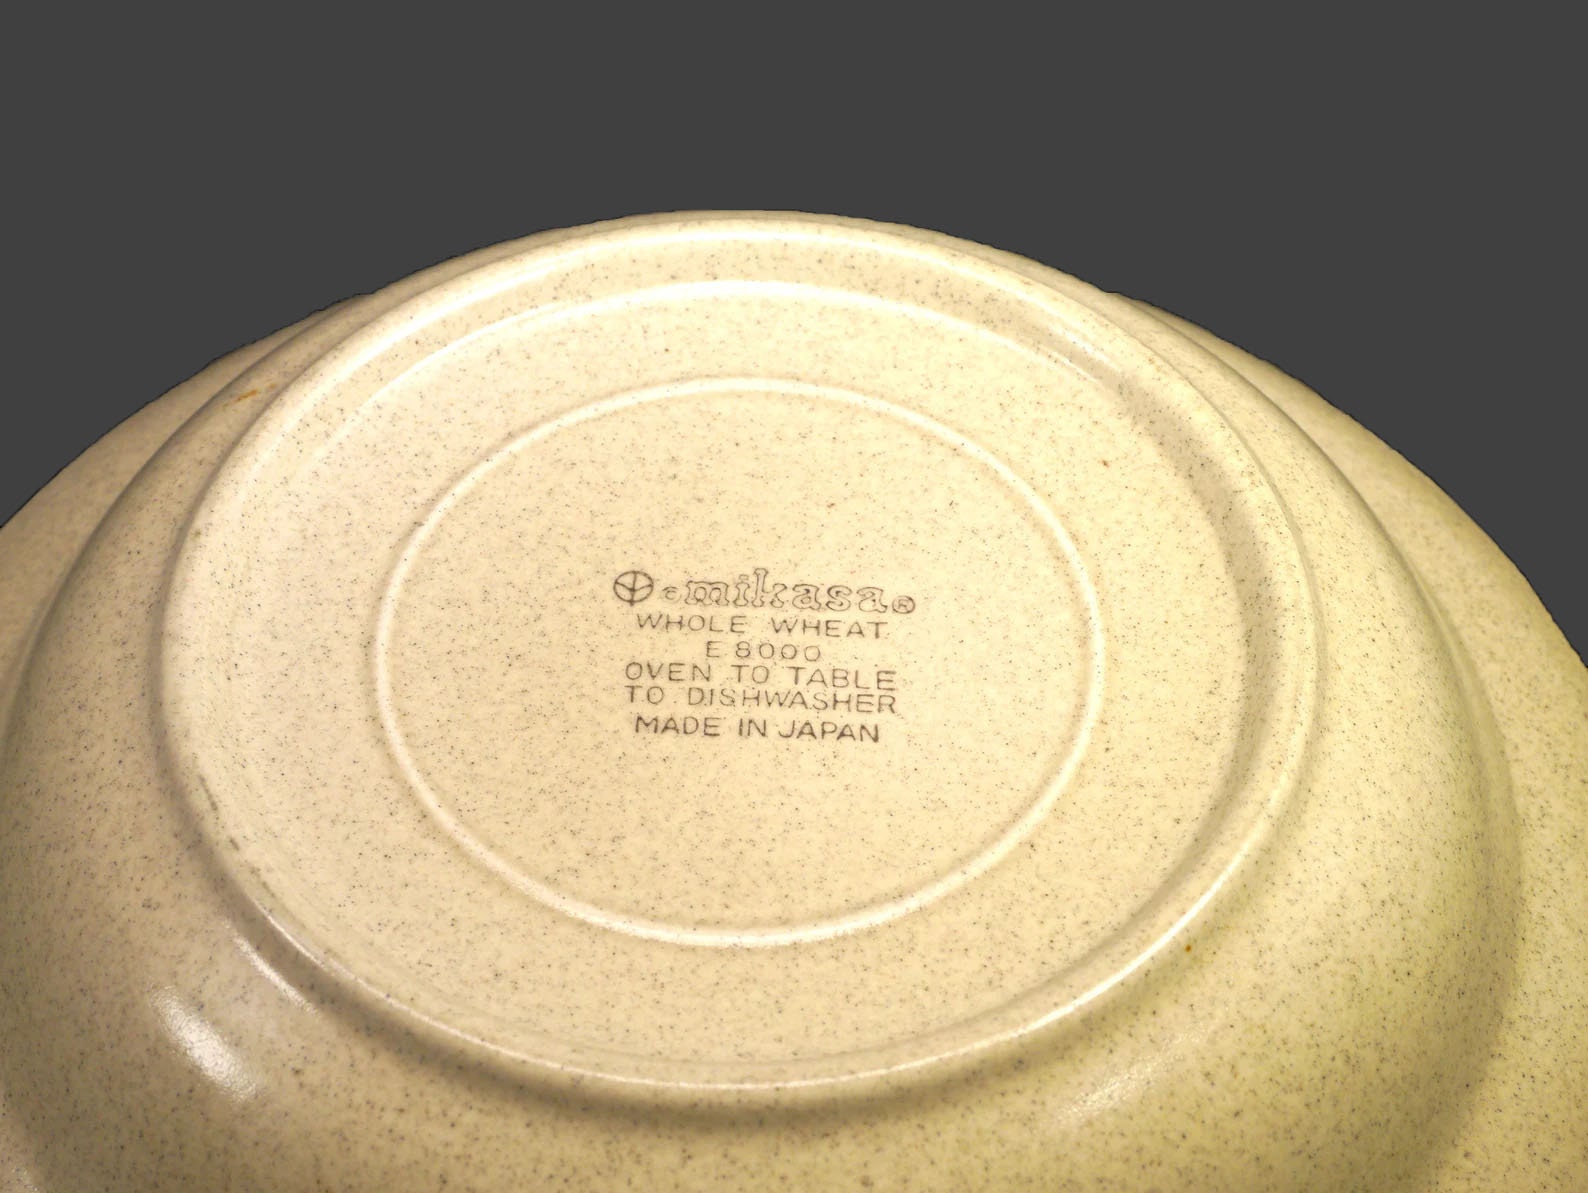 mikasa®
WHOLE WHEAT
E 8000
OVEN TO TABLE
TO DISHWASHER
MADE IN JAPAN